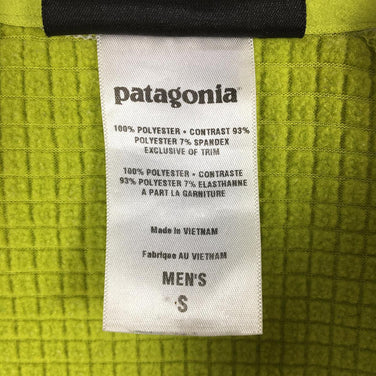 patagonia®
100% POLYESTER • CONTRAST 93%
POLYESTER 7% SPANDEX
EXCLUSIVE OF TRIM
100% POLYESTER • CONTRASTE
93% POLYESTER 7% ELASTHANNE
A PART LA GARNITURE
Made in VIETNAM
Fabrique AU VIETNAM
MEN'S
S